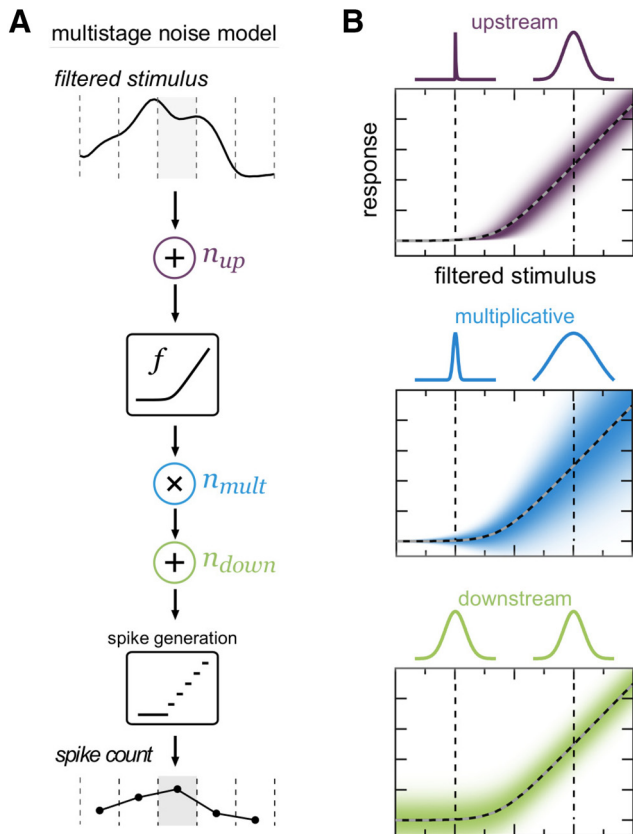 A
multistage noise model
filtered stimulus
+ n_up
f
× n_mult
+ n_down
spike generation
spike count
B
upstream
response
filtered stimulus
multiplicative
downstream